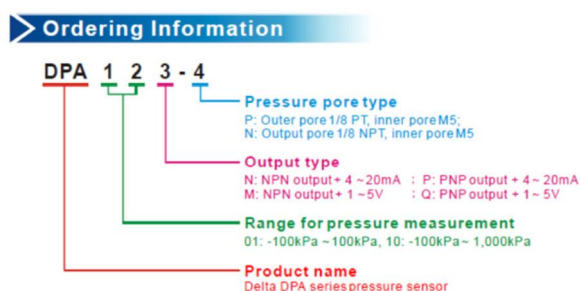 Ordering Information
DPA 1 2 3 - 4
Pressure pore type
P: Outer pore 1/8 PT, inner pore M5;
N: Output pore 1/8 NPT, inner pore M5
Output type
N: NPN output + 4 ~ 20mA ; P: PNP output + 4 ~ 20mA
M: NPN output + 1 ~ 5V ; Q: PNP output + 1 ~ 5V
Range for pressure measurement
01: -100kPa ~ 100kPa, 10: -100kPa ~ 1,000kPa
Product name
Delta DPA series pressure sensor